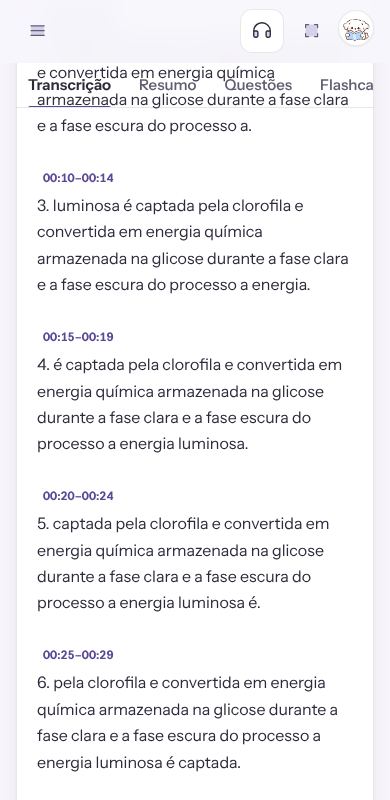 e convertida em energia química
Transcrição Resumo Questões Flashca
armazenada na glicose durante a fase clara
e a fase escura do processo a.
00:10–00:14
3. luminosa é captada pela clorofila e
convertida em energia química
armazenada na glicose durante a fase clara
e a fase escura do processo a energia.
00:15–00:19
4. é captada pela clorofila e convertida em
energia química armazenada na glicose
durante a fase clara e a fase escura do
processo a energia luminosa.
00:20–00:24
5. captada pela clorofila e convertida em
energia química armazenada na glicose
durante a fase clara e a fase escura do
processo a energia luminosa é.
00:25–00:29
6. pela clorofila e convertida em energia
química armazenada na glicose durante a
fase clara e a fase escura do processo a
energia luminosa é captada.